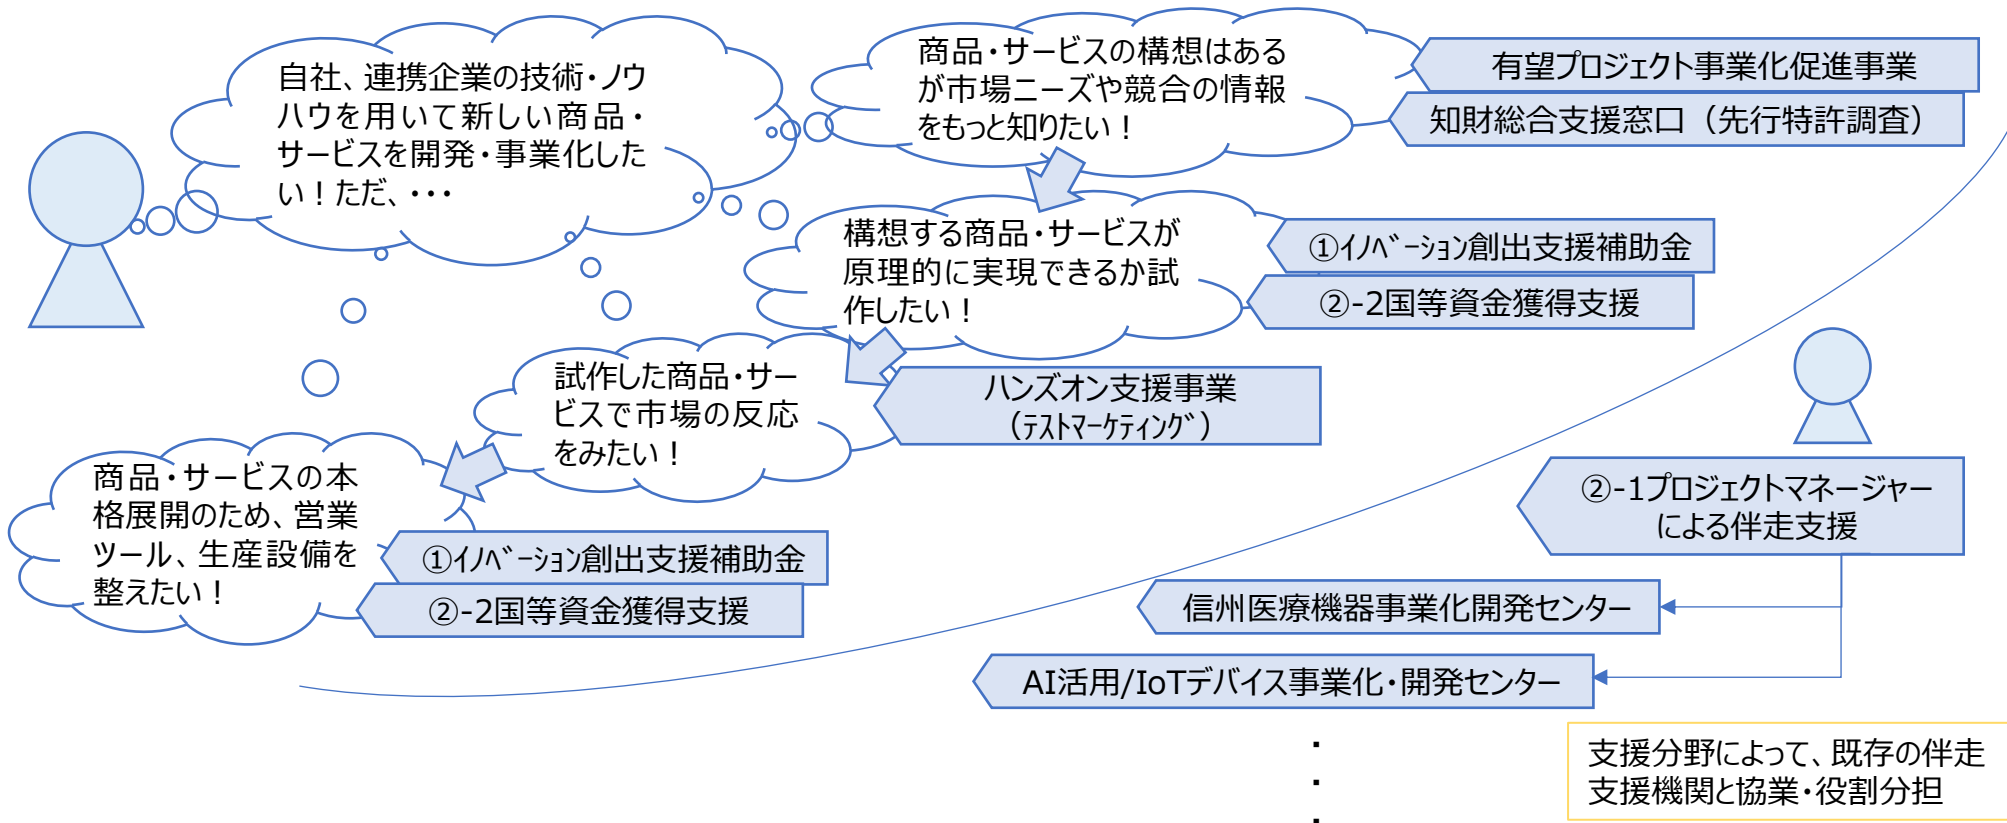 自社、連携企業の技術・ノウ
ハウを用いて新しい商品・
サービスを開発・事業化した
い！ただ、・・・
商品・サービスの構想はある
が市場ニーズや競合の情報
をもっと知りたい！
有望プロジェクト事業化促進事業
知財総合支援窓口（先行特許調査）
構想する商品・サービスが
原理的に実現できるか試
作したい！
①ｲﾉﾍﾞｰｼｮﾝ創出支援補助金
②-2国等資金獲得支援
試作した商品・サー
ビスで市場の反応
をみたい！
ハンズオン支援事業
（ﾃｽﾄﾏｰｹﾃｨﾝｸﾞ）
商品・サービスの本
格展開のため、営業
ツール、生産設備を
整えたい！
①ｲﾉﾍﾞｰｼｮﾝ創出支援補助金
②-2国等資金獲得支援
②-1プロジェクトマネージャー
による伴走支援
信州医療機器事業化開発センター
AI活用/IoTデバイス事業化・開発センター
・
・
・
支援分野によって、既存の伴走
支援機関と協業・役割分担